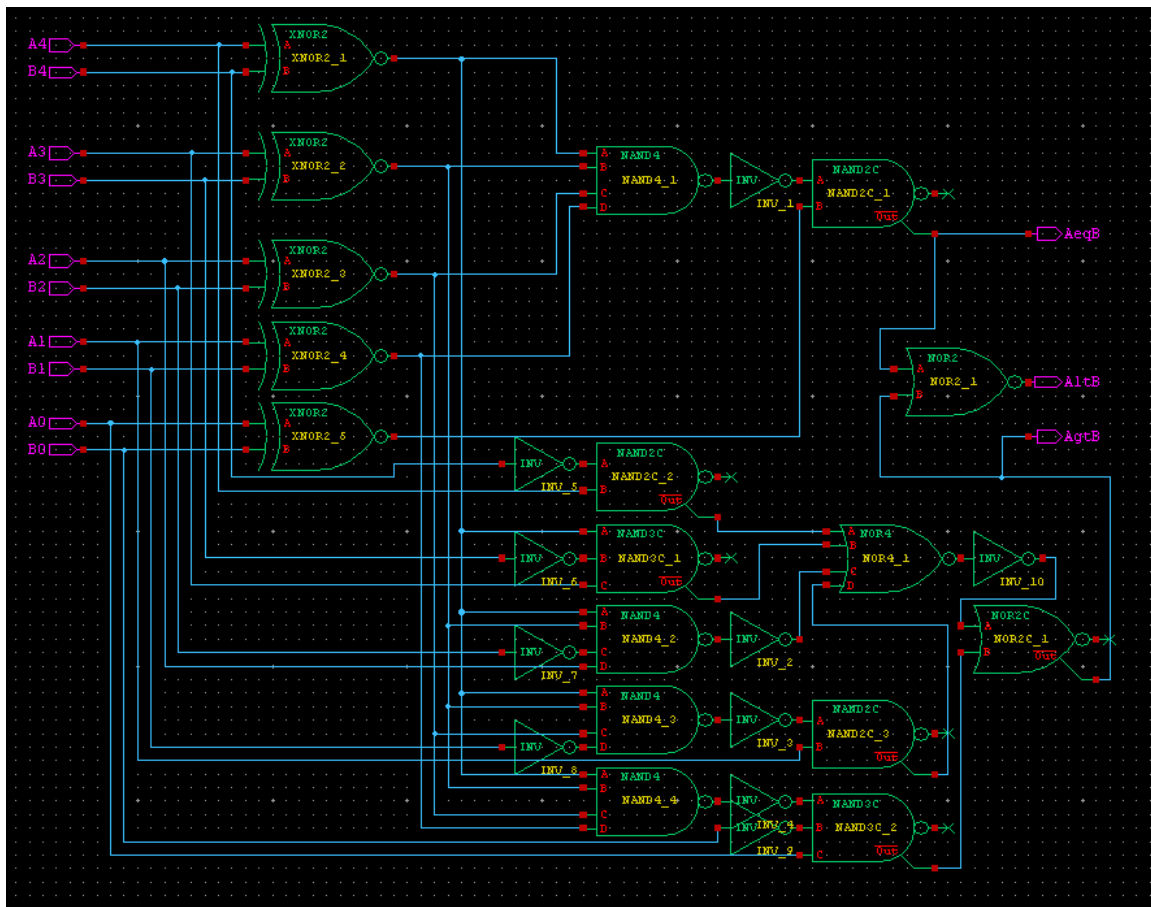 XNOR2
A4
A
XNOR2_1
B4
B
XNOR2
A3
A
XNOR2_2
B3
B
NAND4
A
B
NAND4_1
C
D
INV
INV_1
NAND2C
A
NAND2C_1
B
Out
AeqB
XNOR2
A2
A
XNOR2_3
B2
B
XNOR2
A1
A
XNOR2_4
B1
B
NOR2
A
NOR2_1
B
AltB
XNOR2
A0
A
XNOR2_5
B0
B
AgtB
INV
INV_5
NAND2C
A
NAND2C_2
B
Out
INV
INV_6
NAND3C
A
B
NAND3C_1
C
Out
NOR4
A
B
NOR4_1
C
D
INV
INV_10
INV
INV_7
NAND4
A
B
NAND4_2
C
D
INV
INV_2
NOR2C
A
NOR2C_1
B
Out
INV
INV_8
NAND4
A
B
NAND4_3
C
D
INV
INV_3
NAND2C
A
NAND2C_3
B
Out
NAND4
A
B
NAND4_4
C
D
INV
INV_4
INV
INV_9
NAND3C
A
B
NAND3C_2
C
Out